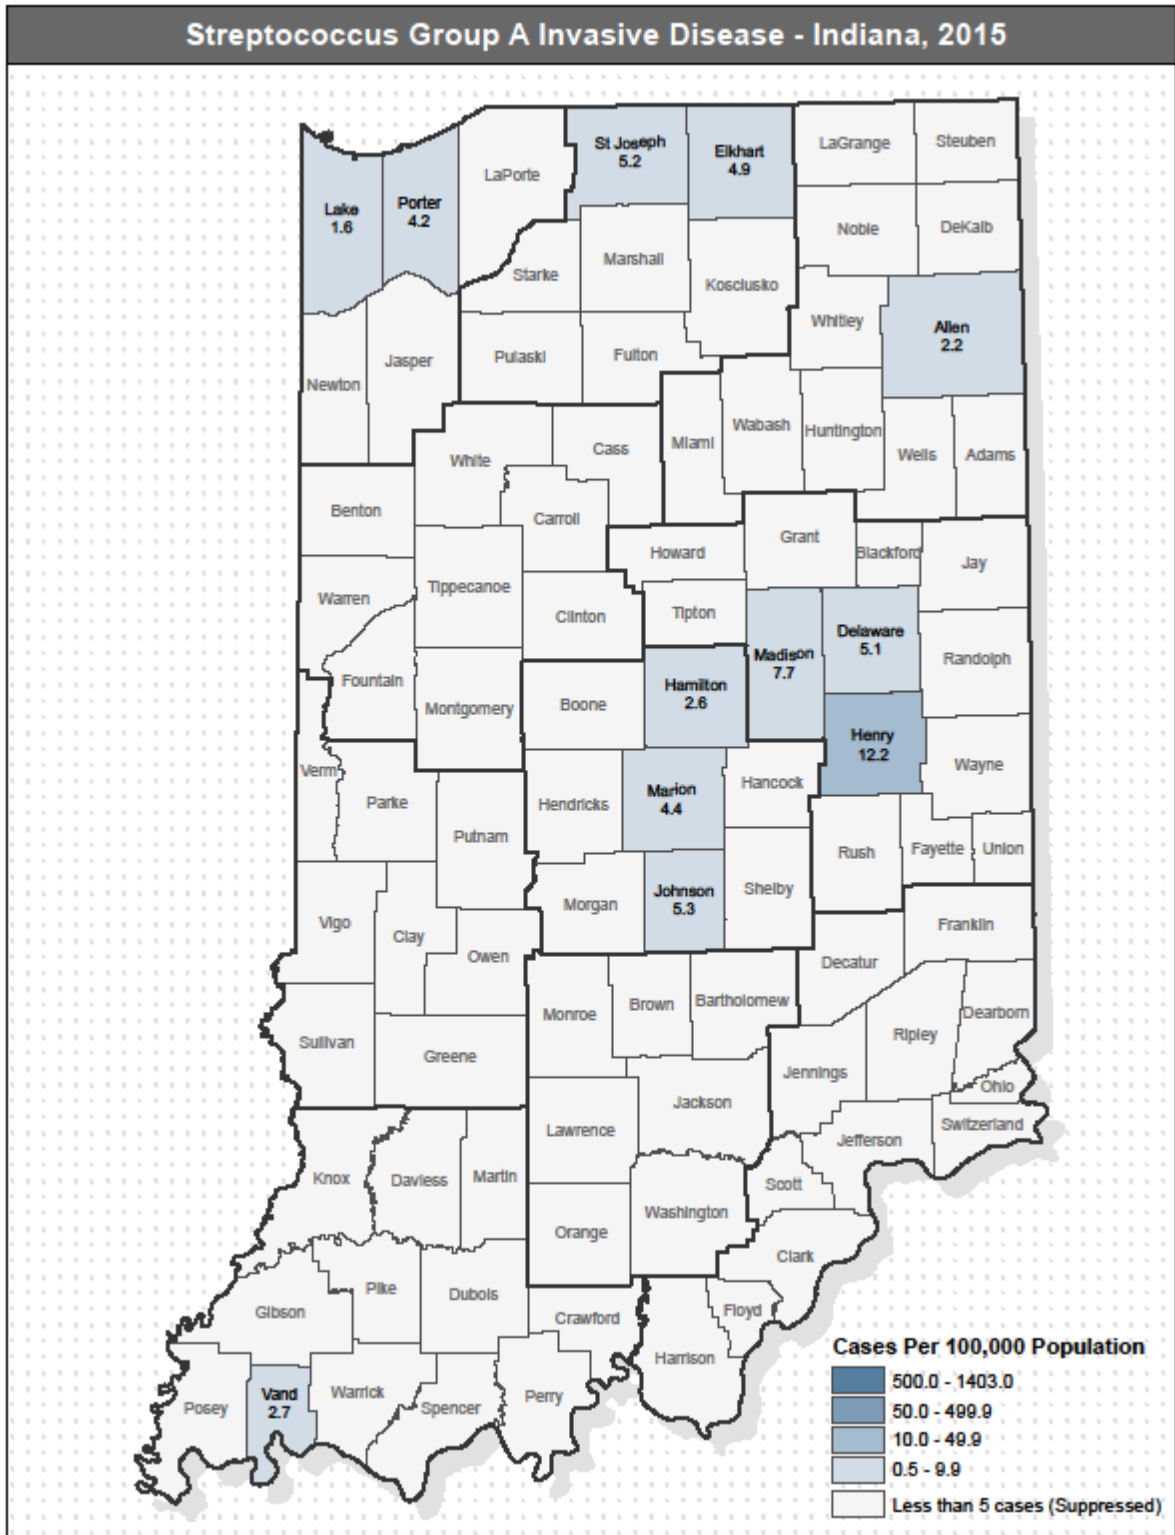 Streptococcus Group A Invasive Disease - Indiana, 2015
St Joseph
5.2
Elkhart
4.9
LaGrange
Steuben
LaPorte
Lake
1.6
Porter
4.2
Noble
DeKalb
Starke
Marshall
Kosciusko
Whitley
Allen
2.2
Newton
Jasper
Pulaski
Fulton
White
Cass
Miami
Wabash
Huntington
Wells
Adams
Benton
Carroll
Howard
Grant
Blackford
Jay
Warren
Tippecanoe
Clinton
Tipton
Madison
7.7
Delaware
5.1
Randolph
Fountain
Montgomery
Boone
Hamilton
2.6
Henry
12.2
Wayne
Verm
Parke
Putnam
Hendricks
Marion
4.4
Hancock
Rush
Fayette
Union
Vigo
Clay
Owen
Morgan
Johnson
5.3
Shelby
Franklin
Decatur
Sullivan
Greene
Monroe
Brown
Bartholomew
Ripley
Dearborn
Jennings
Ohio
Lawrence
Jackson
Jefferson
Switzerland
Knox
Daviess
Martin
Orange
Washington
Scott
Clark
Gibson
Pike
Dubois
Crawford
Floyd
Harrison
Posey
Vand
2.7
Warrick
Spencer
Perry
Cases Per 100,000 Population
500.0 - 1403.0
50.0 - 499.9
10.0 - 49.9
0.5 - 9.9
Less than 5 cases (Suppressed)